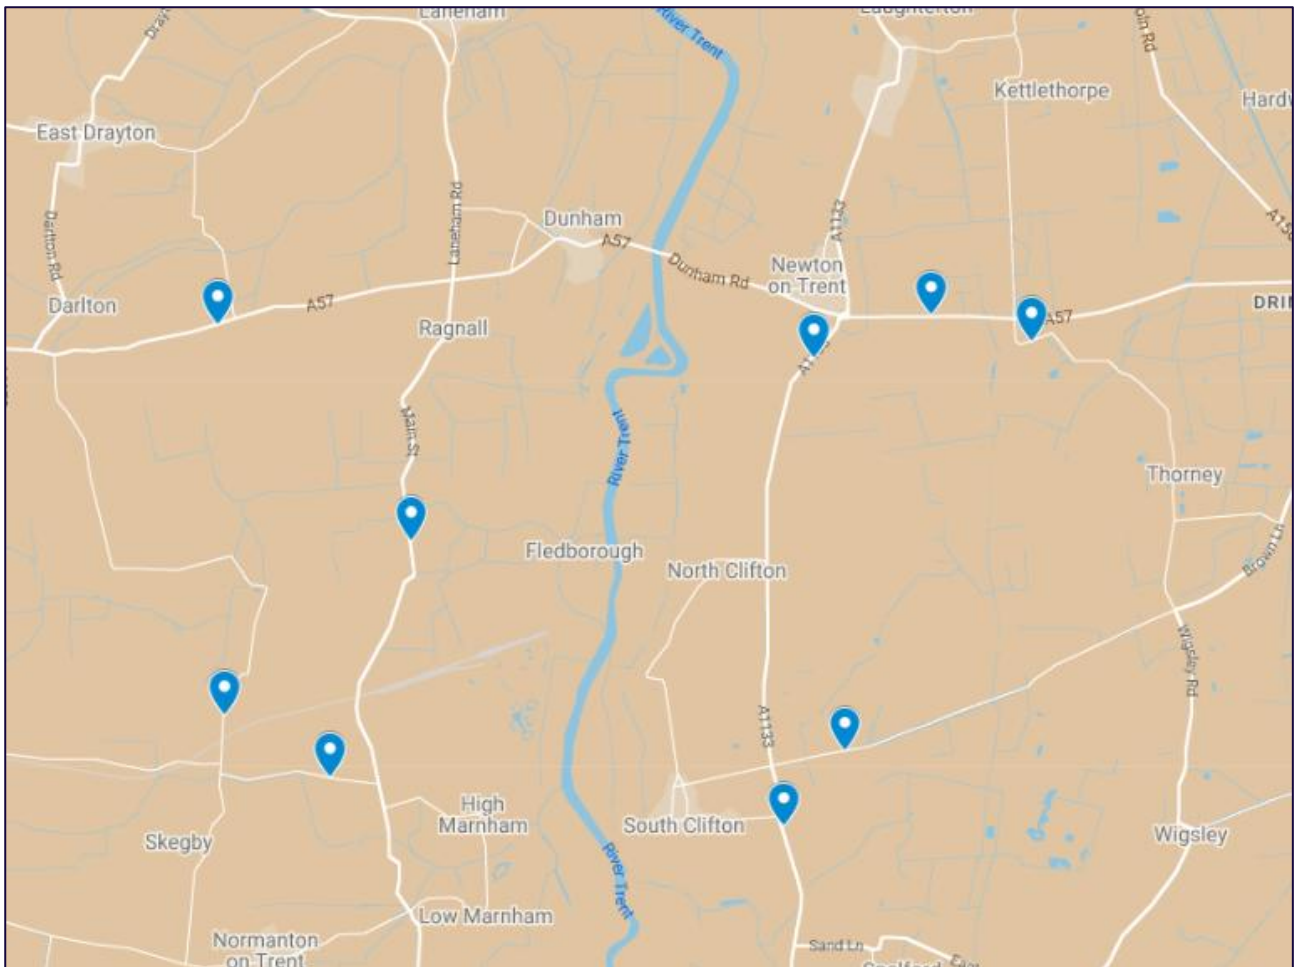 Laneham
River Trent
Kettlethorpe
East Drayton
Darlton Rd
Laneham Rd
Dunham
A57
Dunham Rd
A1133
Newton
on Trent
Darlton
A57
Ragnall
A57
Main St
River Trent
Thorney
Fledborough
North Clifton
Brown Ln
Wigsley Rd
A1133
High
Marnham
South Clifton
Skegby
Wigsley
River Trent
Low Marnham
Normanton
on Trent
Sand Ln